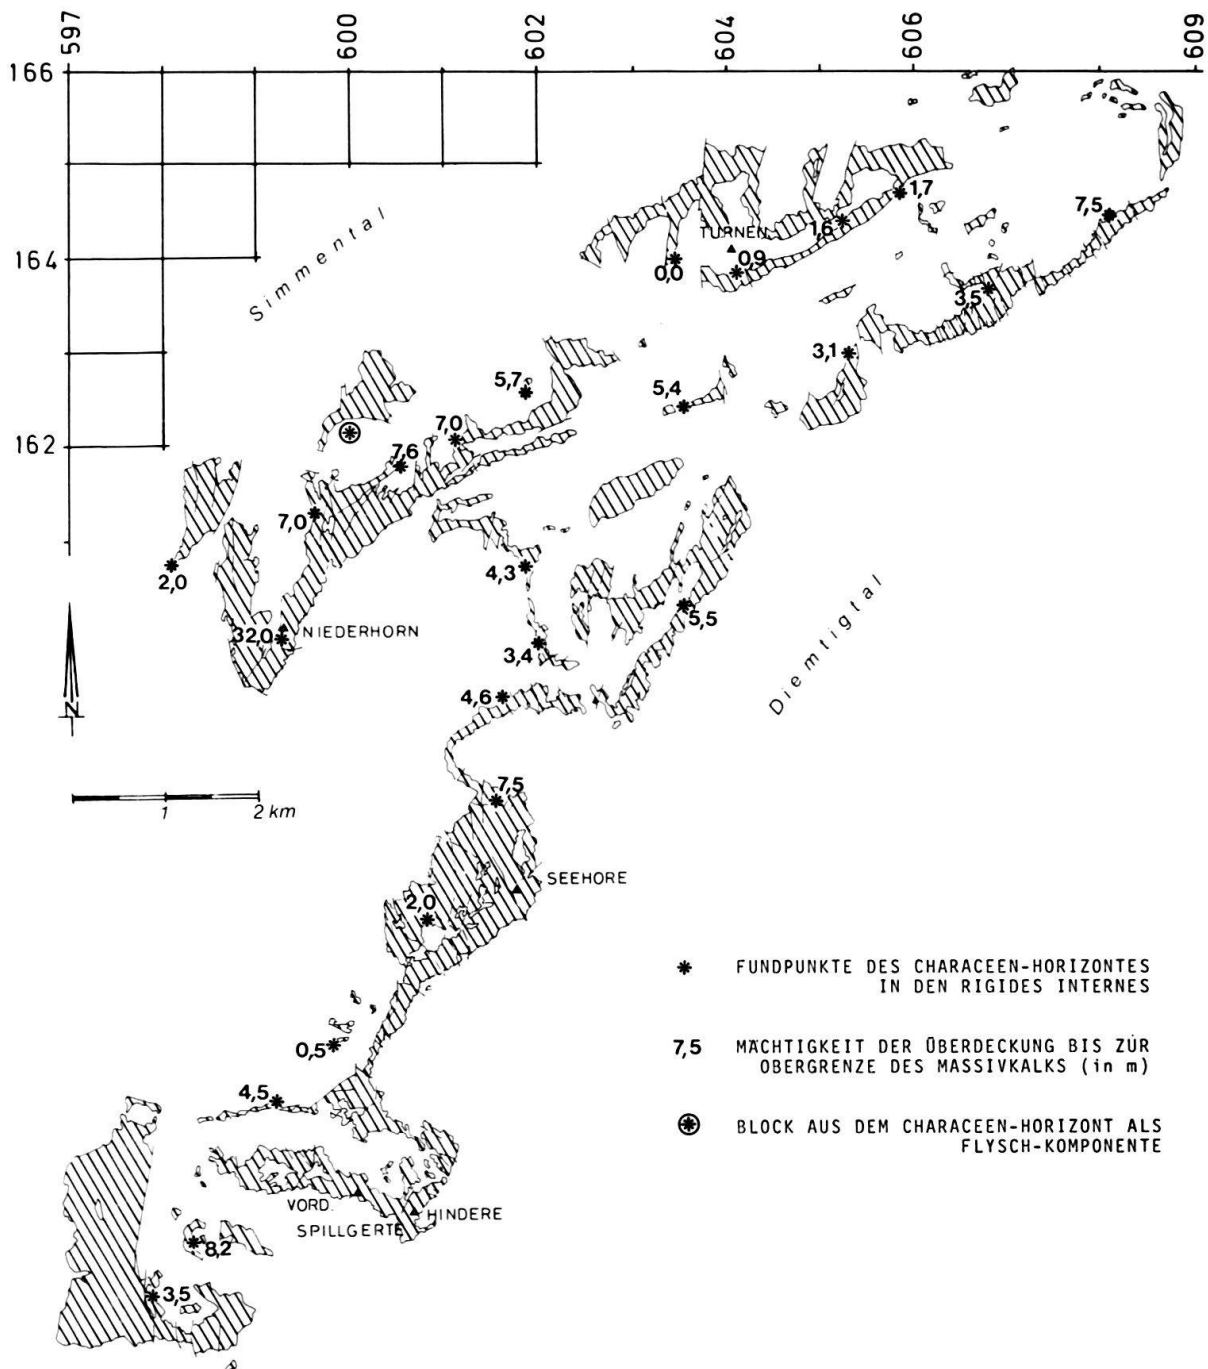 597
600
602
604
606
609
166
Simmental
7,5
1,7
1,6
TURNEN
164
0,0
0,9
3,5
3,1
5,7
5,4
7,0
162
7,6
7,0
4,3
2,0
5,5
32,0
NIEDERHORN
3,4
Diemtigtal
4,6
N
7,5
1
2 km
SEEHORE
2,0
* FUNDPUNKTE DES CHARACEEN-HORIZONTES
IN DEN RIGIDES INTERNES
0,5
7,5 MÄCHTIGKEIT DER ÜBERDECKUNG BIS ZUR
OBERGRENZE DES MASSIVKALKS (in m)
4,5
BLOCK AUS DEM CHARACEEN-HORIZONT ALS
FLYSCH-KOMPONENTE
VORD.
HINDERE
SPILLGERTE
8,2
3,5